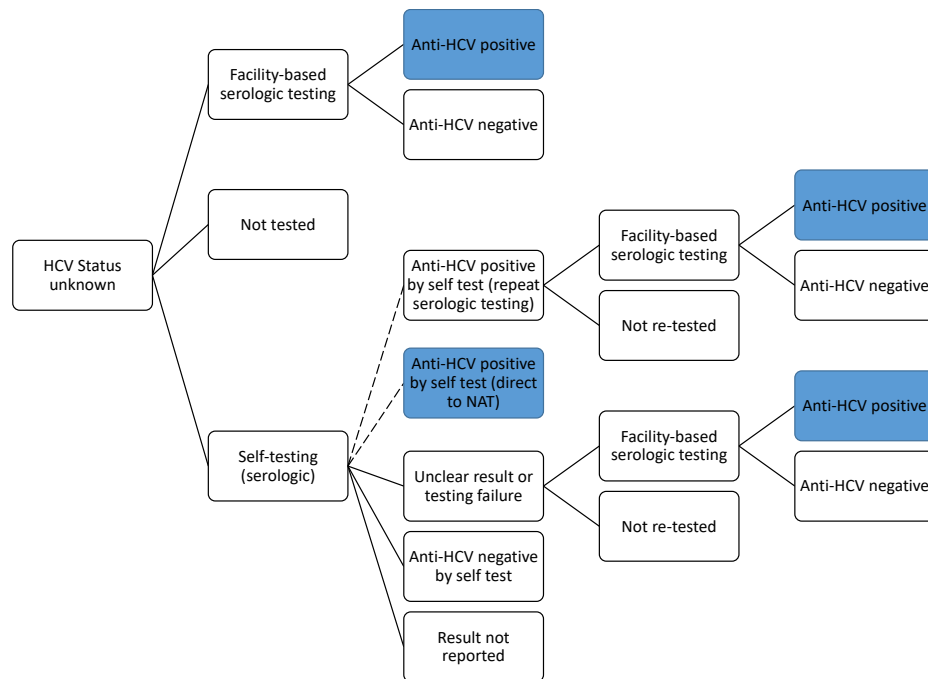 HCV Status
unknown
Facility-based
serologic testing
Anti-HCV positive
Anti-HCV negative
Not tested
Self-testing
(serologic)
Anti-HCV positive
by self test (repeat
serologic testing)
Facility-based
serologic testing
Anti-HCV positive
Anti-HCV negative
Not re-tested
Anti-HCV positive
by self test (direct
to NAT)
Unclear result or
testing failure
Facility-based
serologic testing
Anti-HCV positive
Anti-HCV negative
Not re-tested
Anti-HCV negative
by self test
Result not
reported